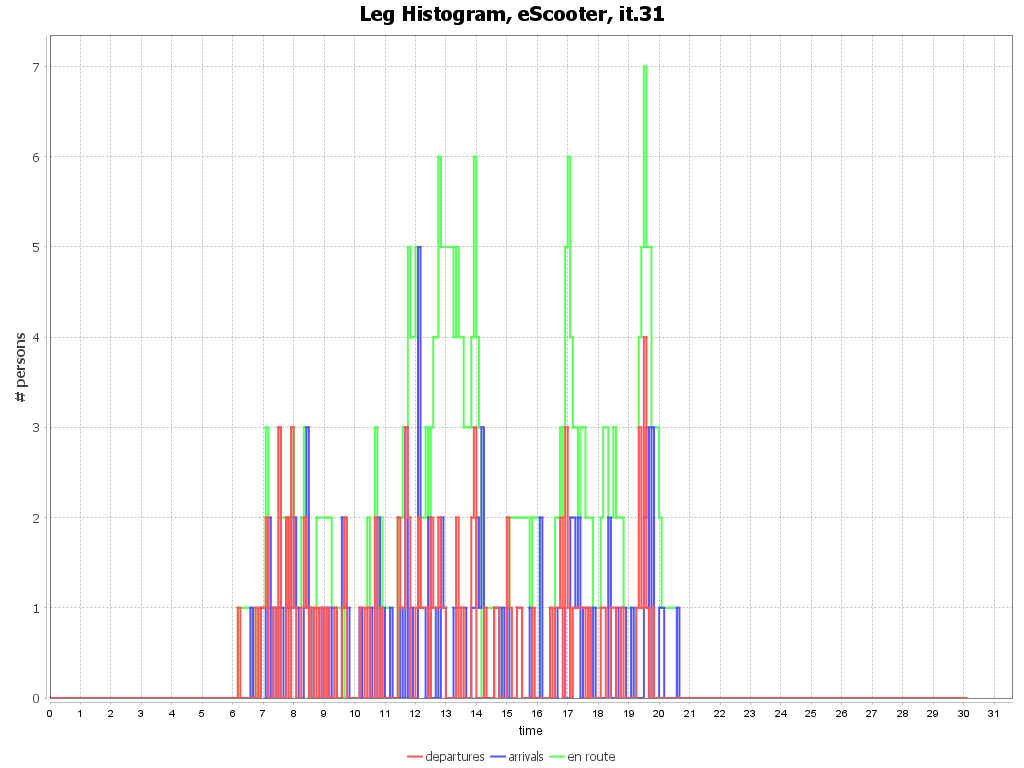 Leg Histogram, eScooter, it.31
7
6
5
4
3
2
1
0
# persons
0 1 2 3 4 5 6 7 8 9 10 11 12 13 14 15 16 17 18 19 20 21 22 23 24 25 26 27 28 29 30 31
time
departures arrivals en route